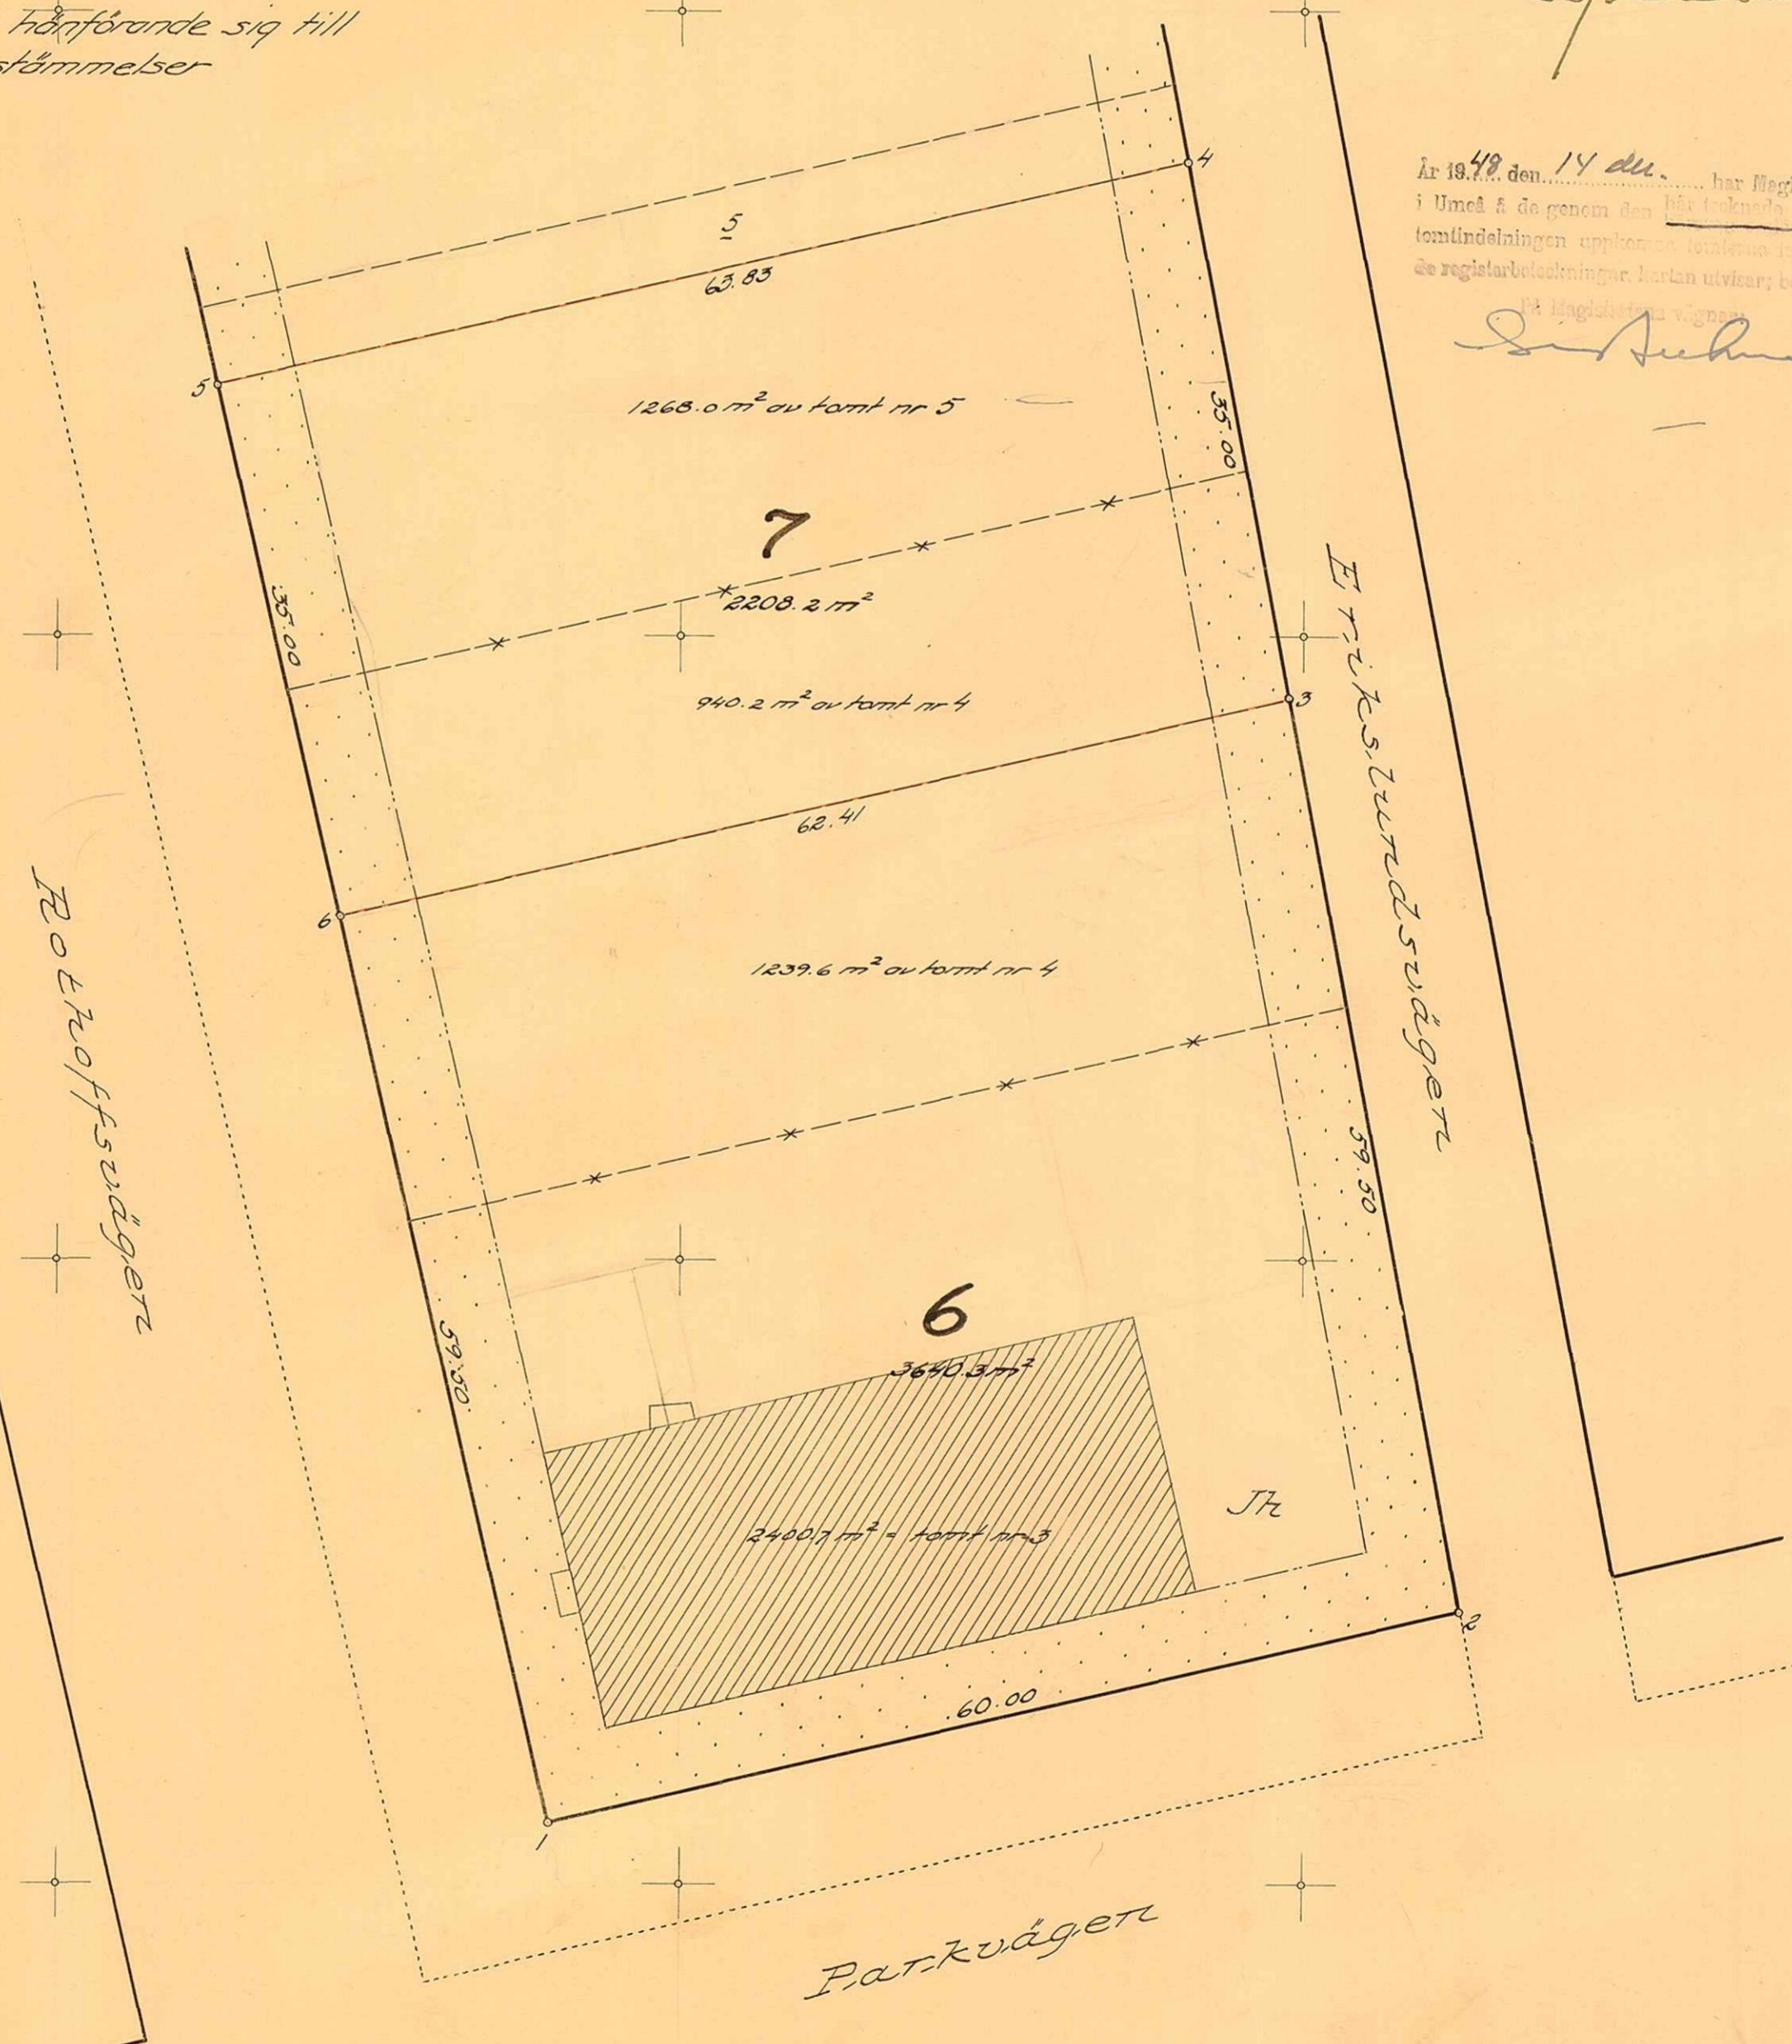 hänförande sig till
stämmelser
År 1948 den 14 dec. har Mag
i Umeå å de genom den här tecknade
tomtindelningen uppkomna tomterna
de registerbeteckningar, kartan utvisar;
På Magistratens vägnar:
4
5
63.83
5
1268.0 m² av tomt nr 5
35.00
7
2208.2 m²
35.00
940.2 m² av tomt nr 4
3
Erikslundsvägen
62.41
6
Rothoffsvägen
1239.6 m² av tomt nr 4
59.50
6
3640.3 m²
59.50
Jh
2400.7 m² = tomt nr 3
2
60.00
1
Parkvägen